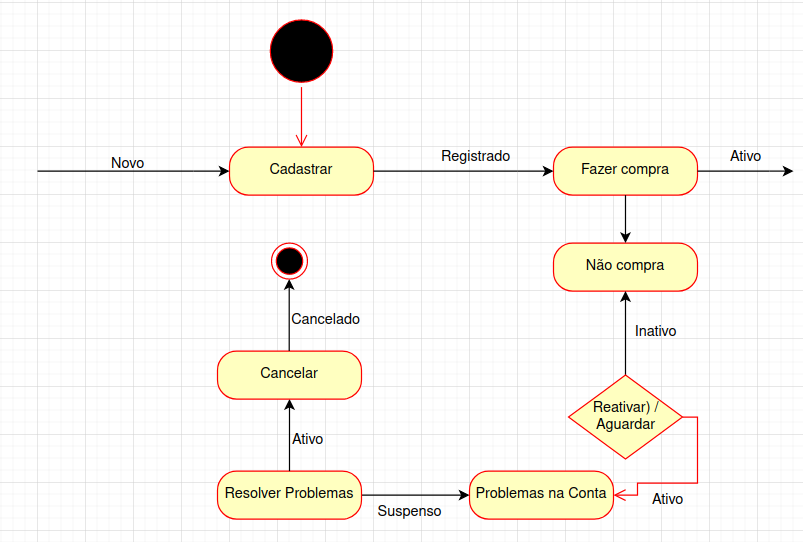 Novo
Cadastrar
Registrado
Fazer compra
Ativo
Não compra
Cancelado
Inativo
Cancelar
Reativar) /
Aguardar
Ativo
Resolver Problemas
Suspenso
Problemas na Conta
Ativo